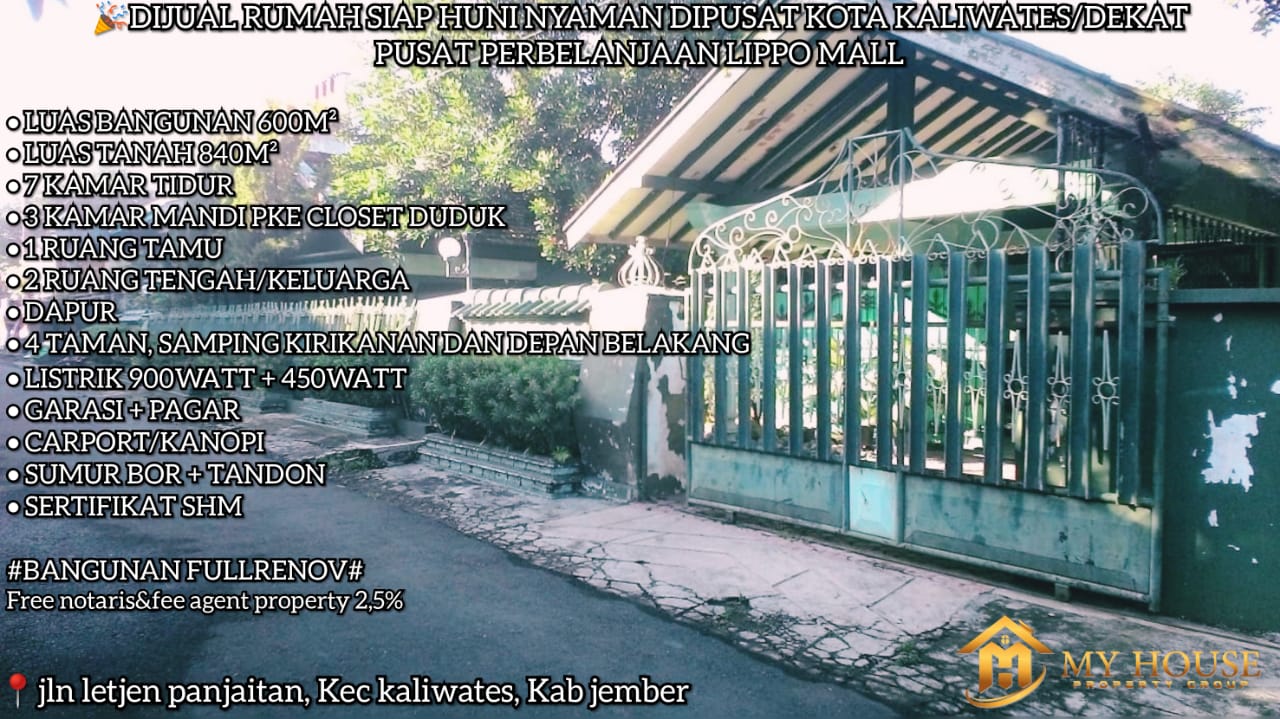 🎉DIJUAL RUMAH SIAP HUNI NYAMAN DIPUSAT KOTA KALIWATES/DEKAT
PUSAT PERBELANJAAN LIPPO MALL
• LUAS BANGUNAN 600M²
• LUAS TANAH 840M²
• 7 KAMAR TIDUR
• 3 KAMAR MANDI PKE CLOSET DUDUK
• 1 RUANG TAMU
• 2 RUANG TENGAH/KELUARGA
• DAPUR
• 4 TAMAN, SAMPING KIRIKANAN DAN DEPAN BELAKANG
• LISTRIK 900WATT + 450WATT
• GARASI + PAGAR
• CARPORT/KANOPI
• SUMUR BOR + TANDON
• SERTIFIKAT SHM
#BANGUNAN FULLRENOV#
Free notaris&fee agent property 2,5%
📍 jln letjen panjaitan, Kec kaliwates, Kab jember
MY HOUSE
PROPERTY GROUP